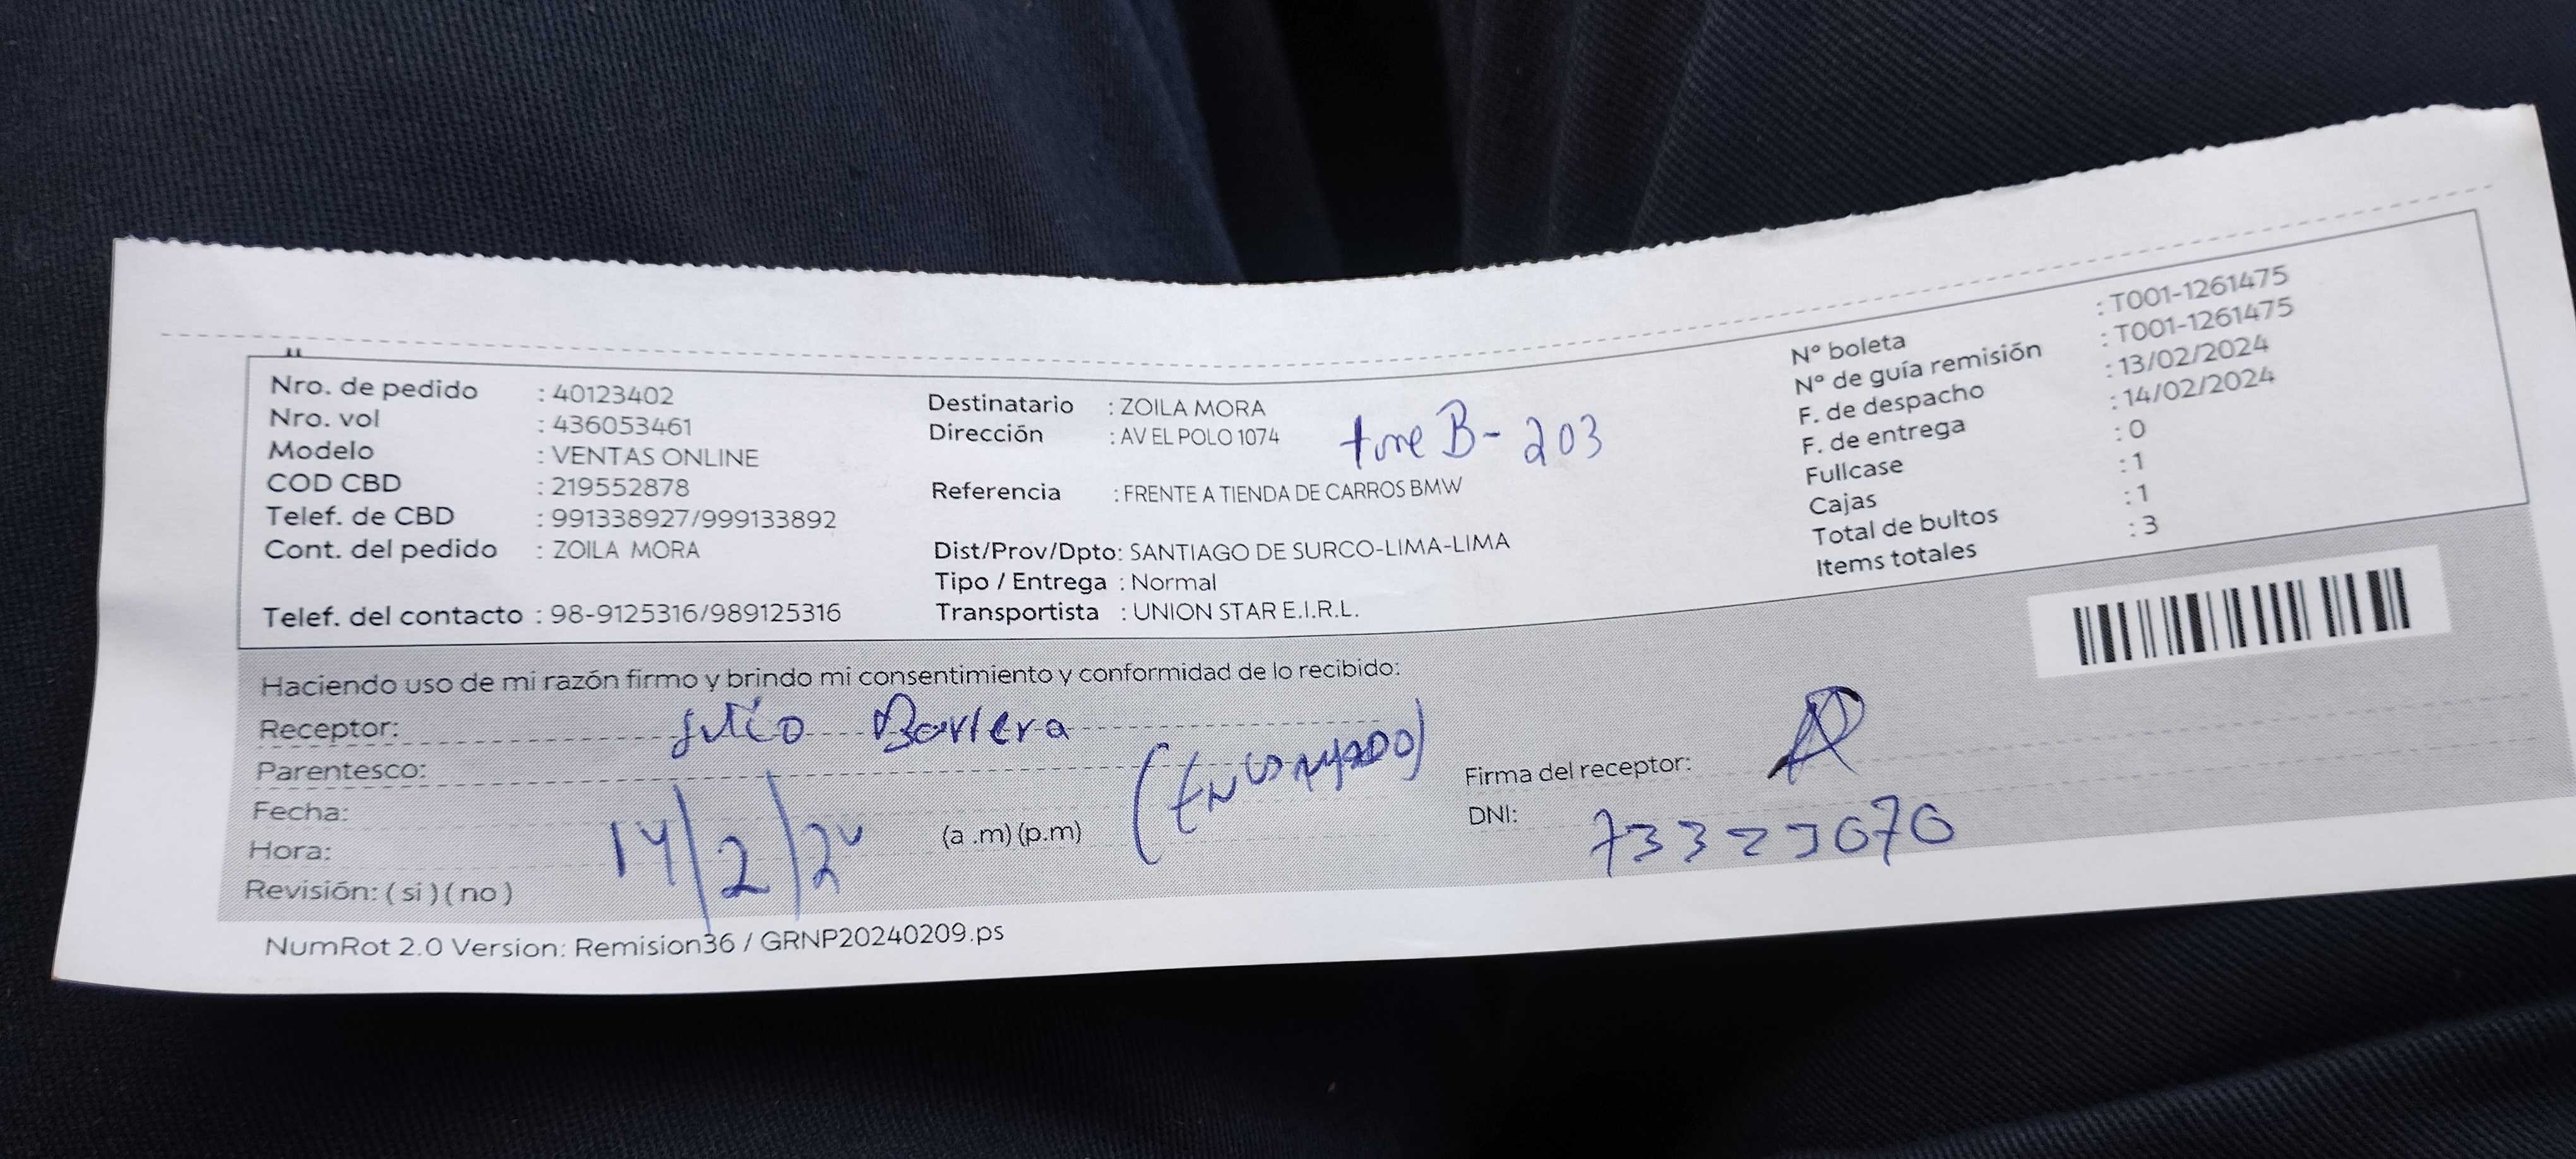 Nro. de pedido : 40123402
Nro. vol : 436053461
Modelo : VENTAS ONLINE
COD CBD : 219552878
Telef. de CBD : 991338927/999133892
Cont. del pedido : ZOILA MORA
Telef. del contacto : 98-9125316/989125316
Destinatario : ZOILA MORA
Dirección : AV EL POLO 1074 torre B- 203
Referencia : FRENTE A TIENDA DE CARROS BMW
Dist/Prov/Dpto: SANTIAGO DE SURCO-LIMA-LIMA
Tipo / Entrega : Normal
Transportista : UNION STAR E.I.R.L.
N° boleta : T001-1261475
N° de guía remisión : T001-1261475
F. de despacho : 13/02/2024
F. de entrega : 14/02/2024
Fullcase : 0
Cajas : 1
Total de bultos : 1
Items totales : 3
Haciendo uso de mi razón firmo y brindo mi consentimiento y conformidad de lo recibido:
Receptor: Julio
Parentesco: (Encargado)
Fecha: 14/2/24
Hora: (a .m) (p.m)
Revisión: ( si ) ( no )
Firma del receptor:
DNI:
NumRot 2.0 Version: Remision36 / GRNP20240209.ps